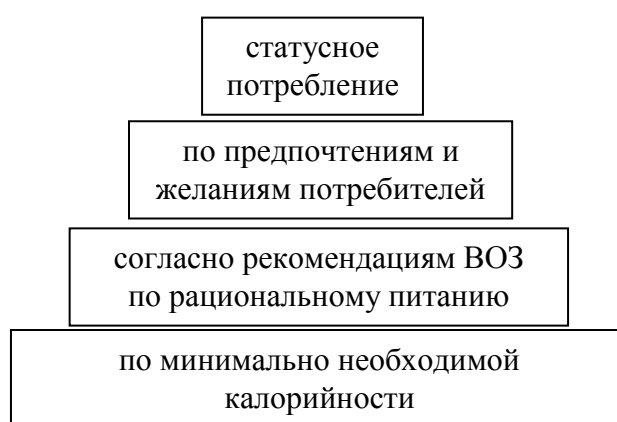 статусное
потребление
по предпочтениям и
желаниям потребителей
согласно рекомендациям ВОЗ
по рациональному питанию
по минимально необходимой
калорийности